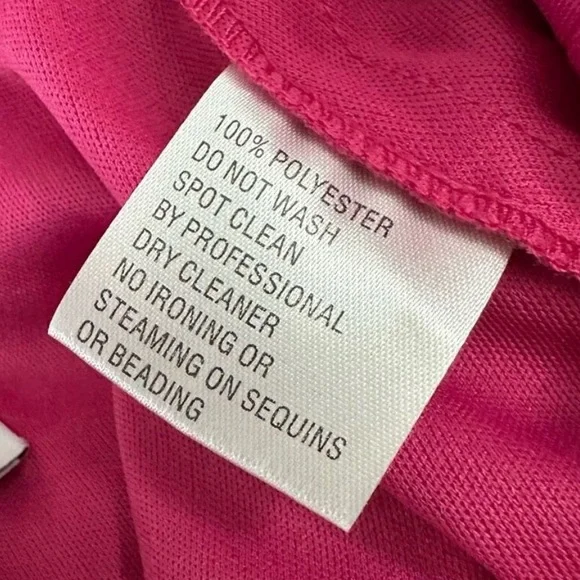 100% POLYESTER
DO NOT WASH
SPOT CLEAN
BY PROFESSIONAL
DRY CLEANER
NO IRONING OR
STEAMING ON SEQUINS
OR BEADING